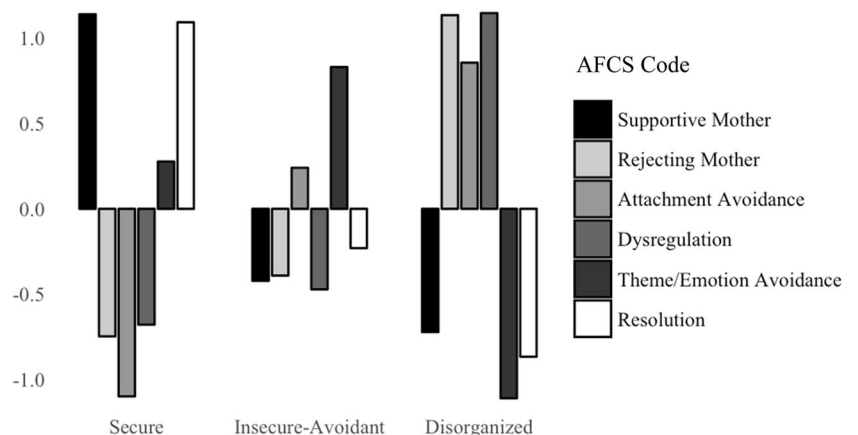 1.0
0.5
0.0
-0.5
-1.0
Secure
Insecure-Avoidant
Disorganized
AFCS Code
Supportive Mother
Rejecting Mother
Attachment Avoidance
Dysregulation
Theme/Emotion Avoidance
Resolution